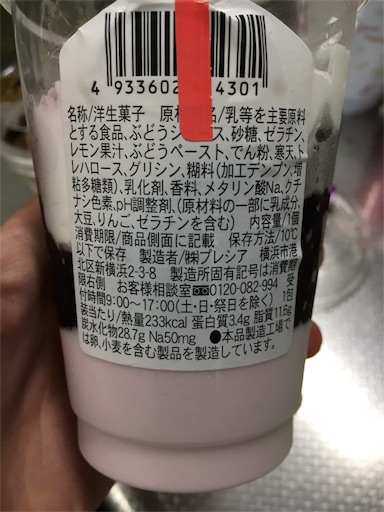 4 933602 4301
名称/洋生菓子 原材 名/乳等を主要原料
とする食品、ぶどうジ ス、砂糖、ゼラチン、
レモン果汁、ぶどうペースト、でん粉、寒天、ト
レハロース、グリシン、糊料(加工デンプン、増
粘多糖類)、乳化剤、香料、メタリン酸Na、クチ
ナシ色素、pH調整剤、(原材料の一部に乳成分、
大豆、りんご、ゼラチンを含む) 内容量/1個
消費期限/商品側面に記載 保存方法/10℃
以下で保存 製造者/㈱プレシア 横浜市港
北区新横浜2-3-8 製造所固有記号は消費期
限右側 お客様相談室 0120-082-994 受
付時間9:00~17:00(土・日・祭日を除く) 1包
装当たり/熱量233kcal 蛋白質3.4g 脂質11.6g
炭水化物28.7g Na50mg ●本品製造工場で
は卵、小麦を含む製品を製造しています。